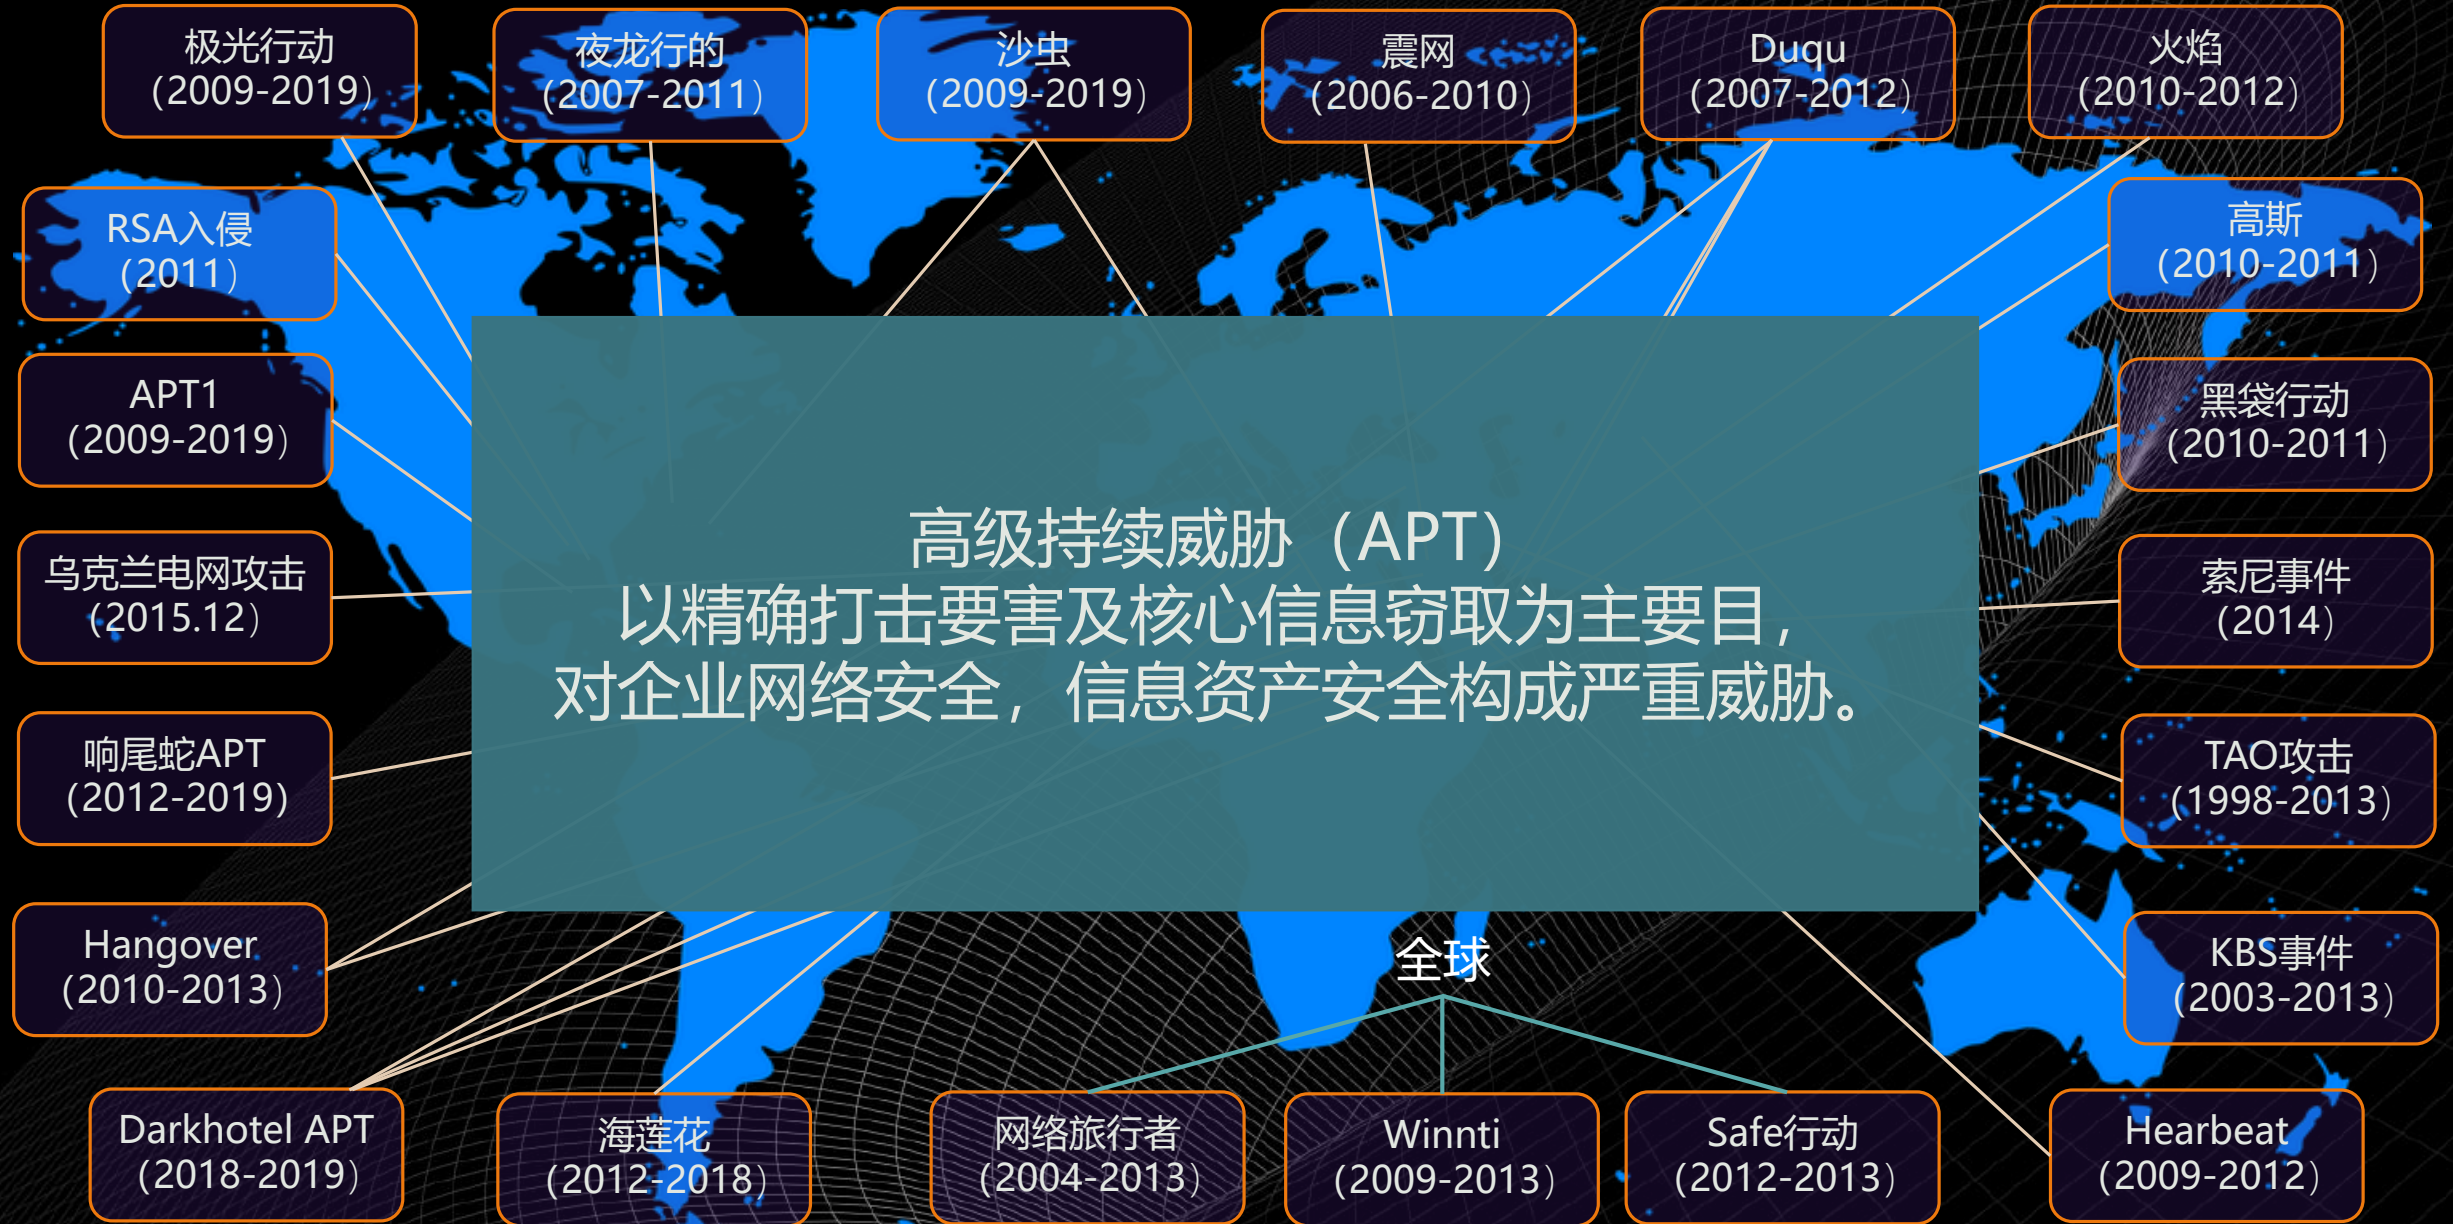 极光行动
（2009-2019）
夜龙行的
（2007-2011）
沙虫
（2009-2019）
震网
（2006-2010）
Duqu
（2007-2012）
火焰
（2010-2012）
RSA入侵
（2011）
高斯
（2010-2011）
APT1
（2009-2019）
黑袋行动
（2010-2011）
乌克兰电网攻击
（2015.12）
索尼事件
（2014）
高级持续威胁（APT）
以精确打击要害及核心信息窃取为主要目，
对企业网络安全，信息资产安全构成严重威胁。
响尾蛇APT
(2012-2019)
TAO攻击
（1998-2013）
Hangover
（2010-2013）
KBS事件
（2003-2013）
全球
Darkhotel APT
（2018-2019）
海莲花
（2012-2018）
网络旅行者
（2004-2013）
Winnti
（2009-2013）
Safe行动
（2012-2013）
Hearbeat
（2009-2012）